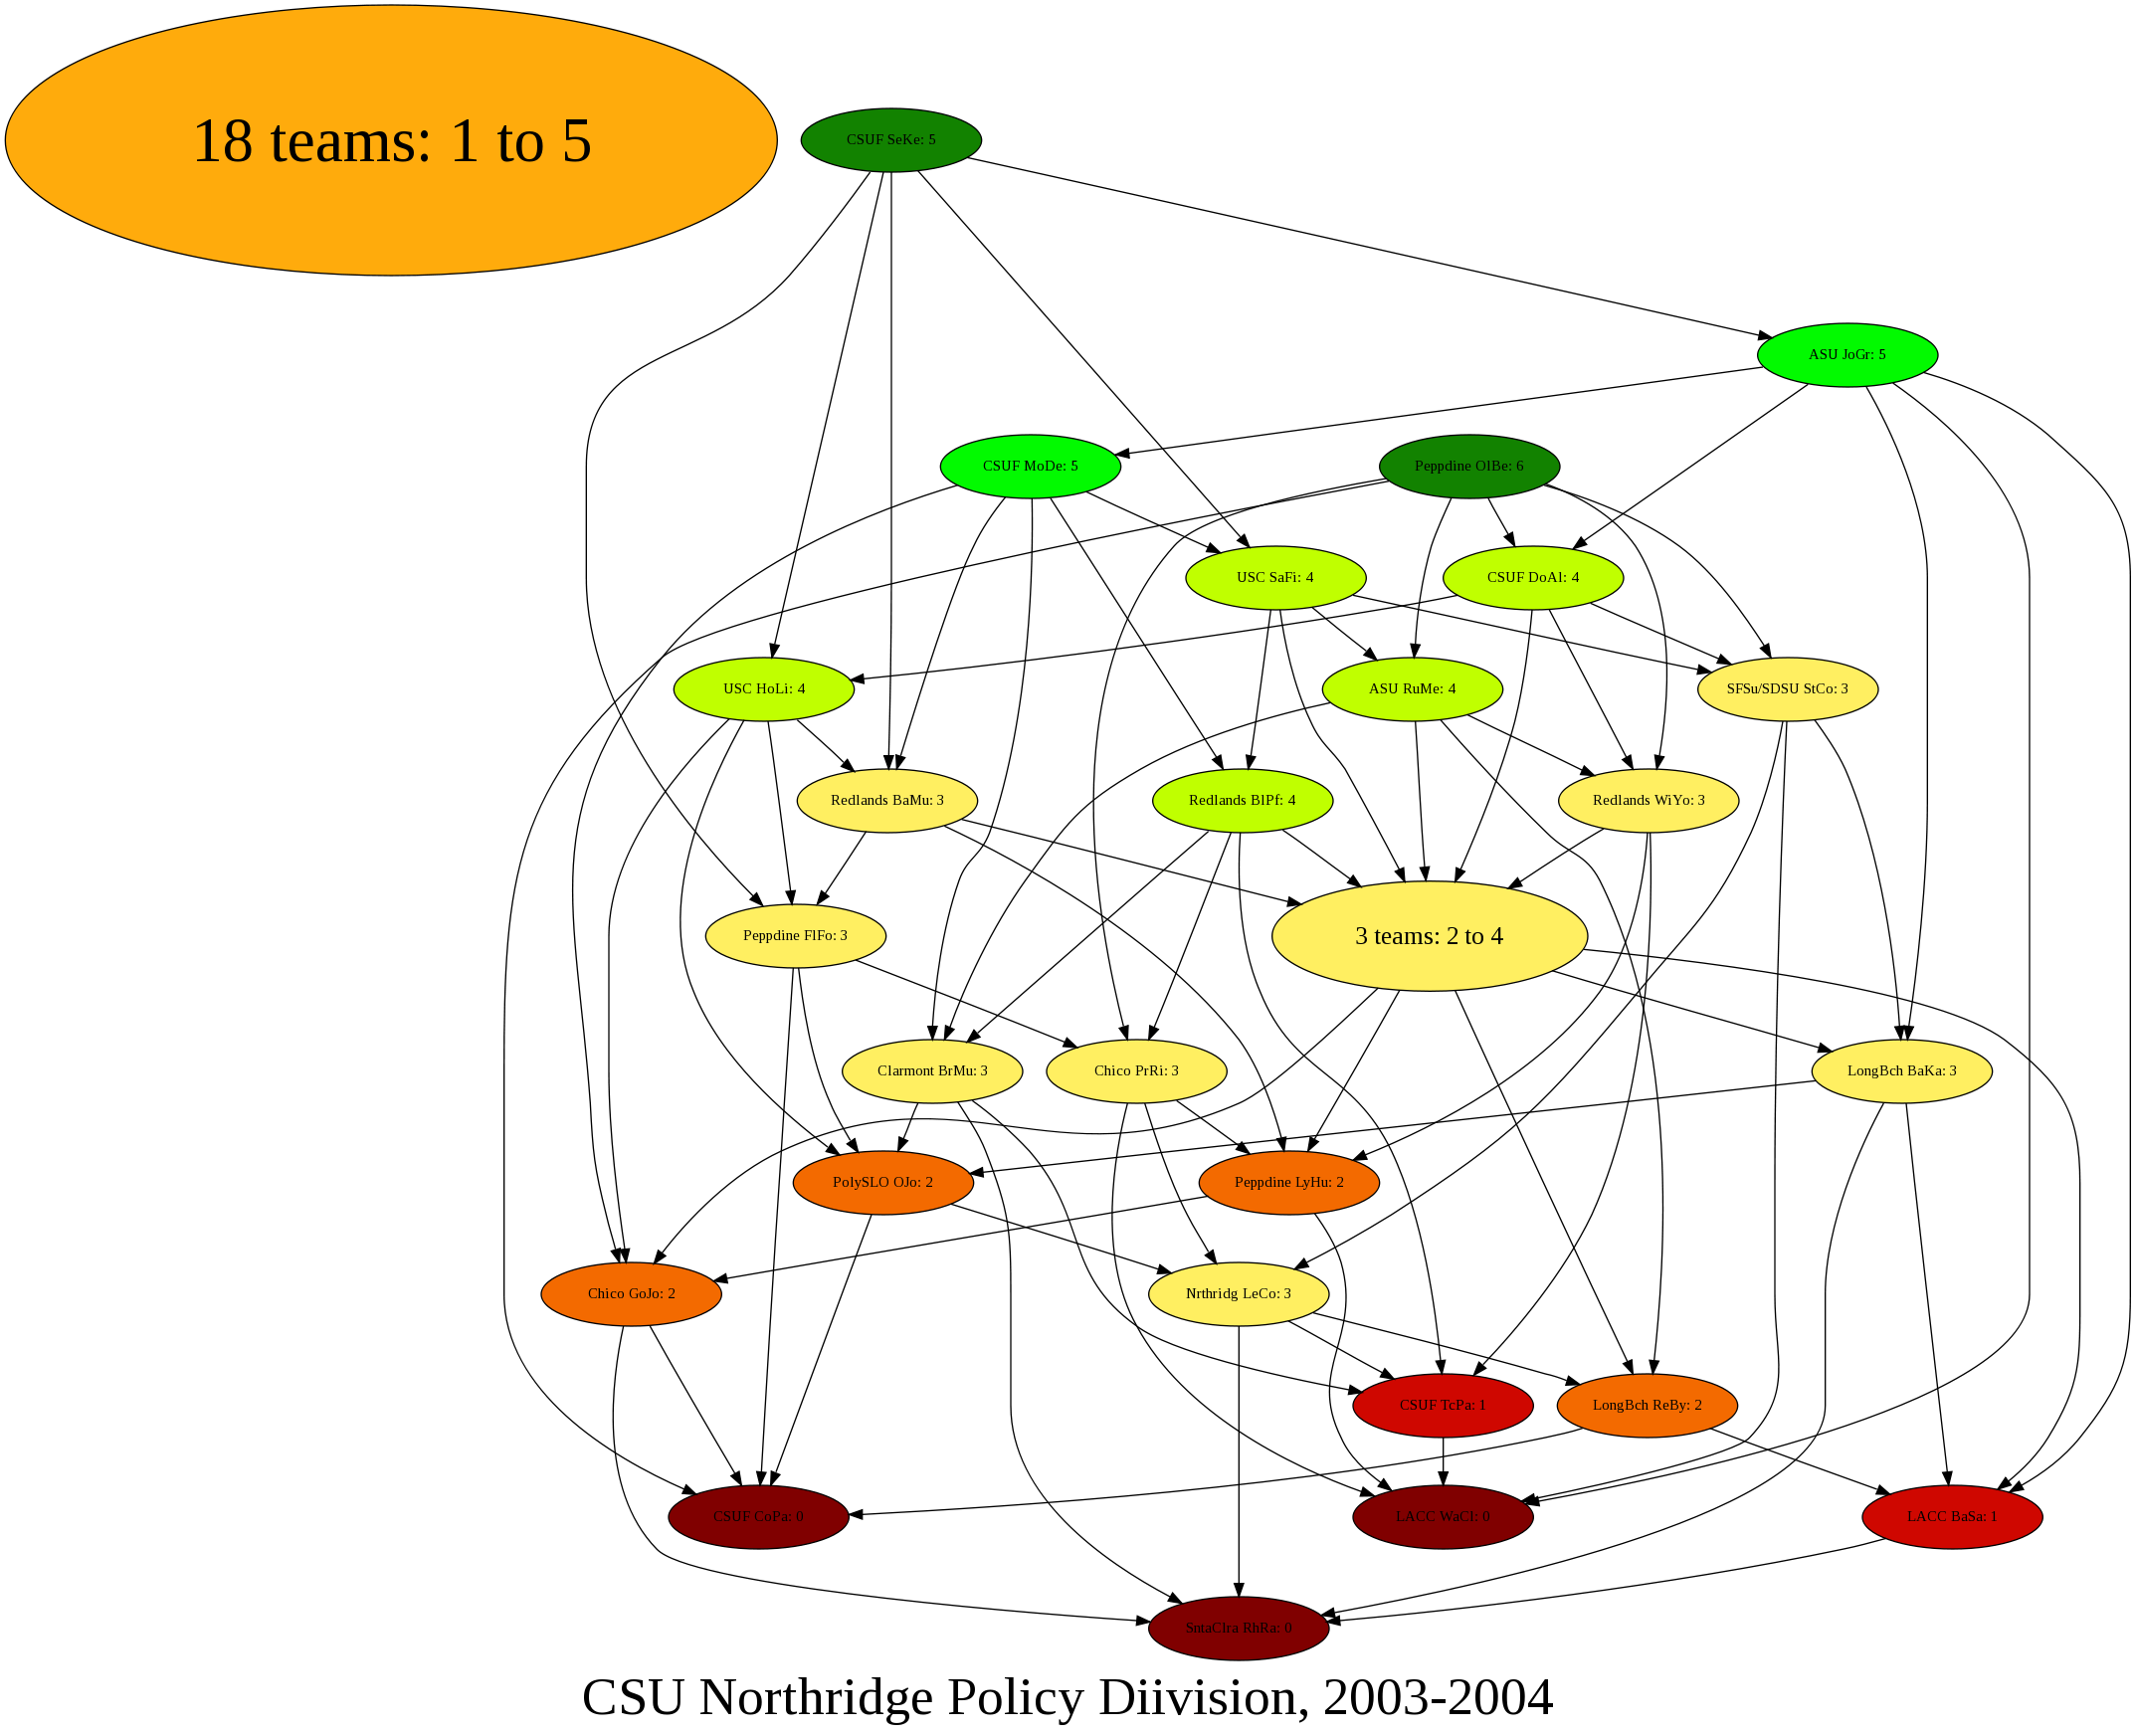 18 teams: 1 to 5
CSUF SeKe: 5
ASU JoGr: 5
CSUF MoDe: 5
Peppdine OlBe: 6
USC SaFi: 4
CSUF DoAl: 4
USC HoLi: 4
ASU RuMe: 4
SFSu/SDSU StCo: 3
Redlands BaMu: 3
Redlands BlPf: 4
Redlands WiYo: 3
Peppdine FlFo: 3
3 teams: 2 to 4
Clarmont BrMu: 3
Chico PrRi: 3
LongBch BaKa: 3
PolySLO OJo: 2
Peppdine LyHu: 2
Chico GoJo: 2
Nrthridg LeCo: 3
CSUF TcPa: 1
LongBch ReBy: 2
CSUF CoPa: 0
LACC WaCl: 0
LACC BaSa: 1
SntaClra RhRa: 0
CSU Northridge Policy Diivision, 2003-2004